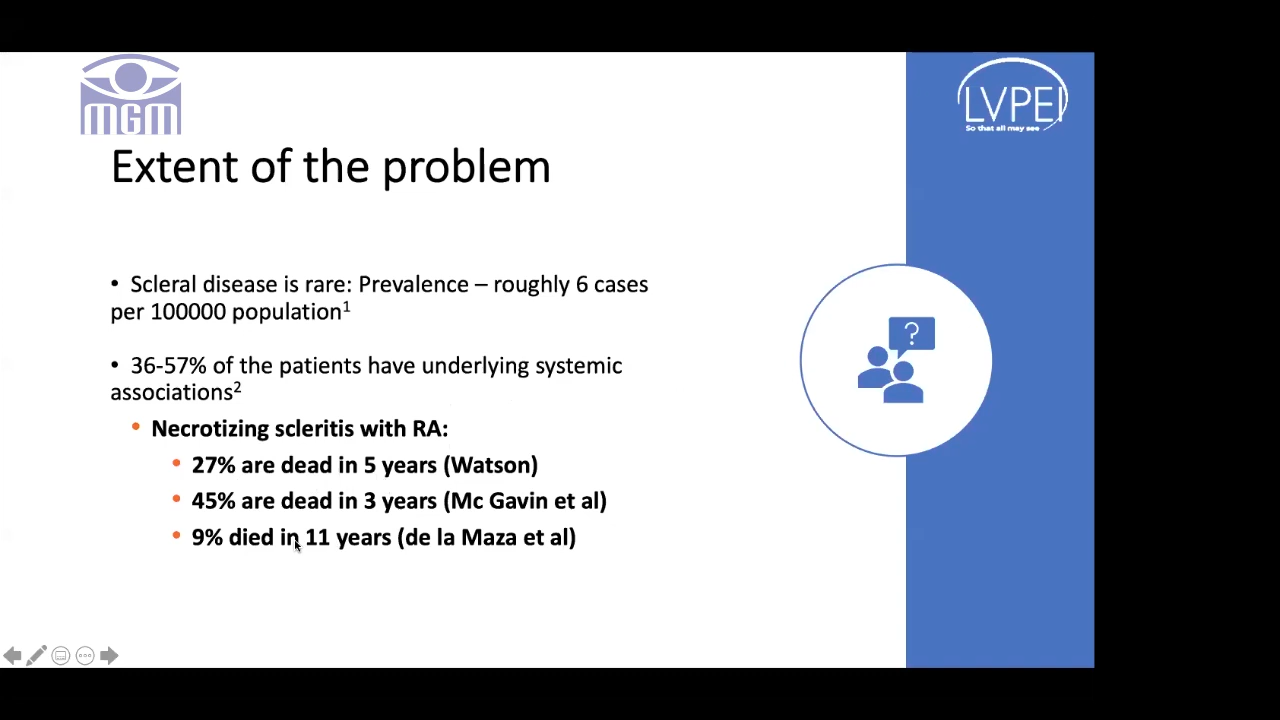 MGM
LVPEI
So that all may see
Extent of the problem
• Scleral disease is rare: Prevalence – roughly 6 cases
per 100000 population¹
• 36-57% of the patients have underlying systemic
associations²
• Necrotizing scleritis with RA:
• 27% are dead in 5 years (Watson)
• 45% are dead in 3 years (Mc Gavin et al)
• 9% died in 11 years (de la Maza et al)
?